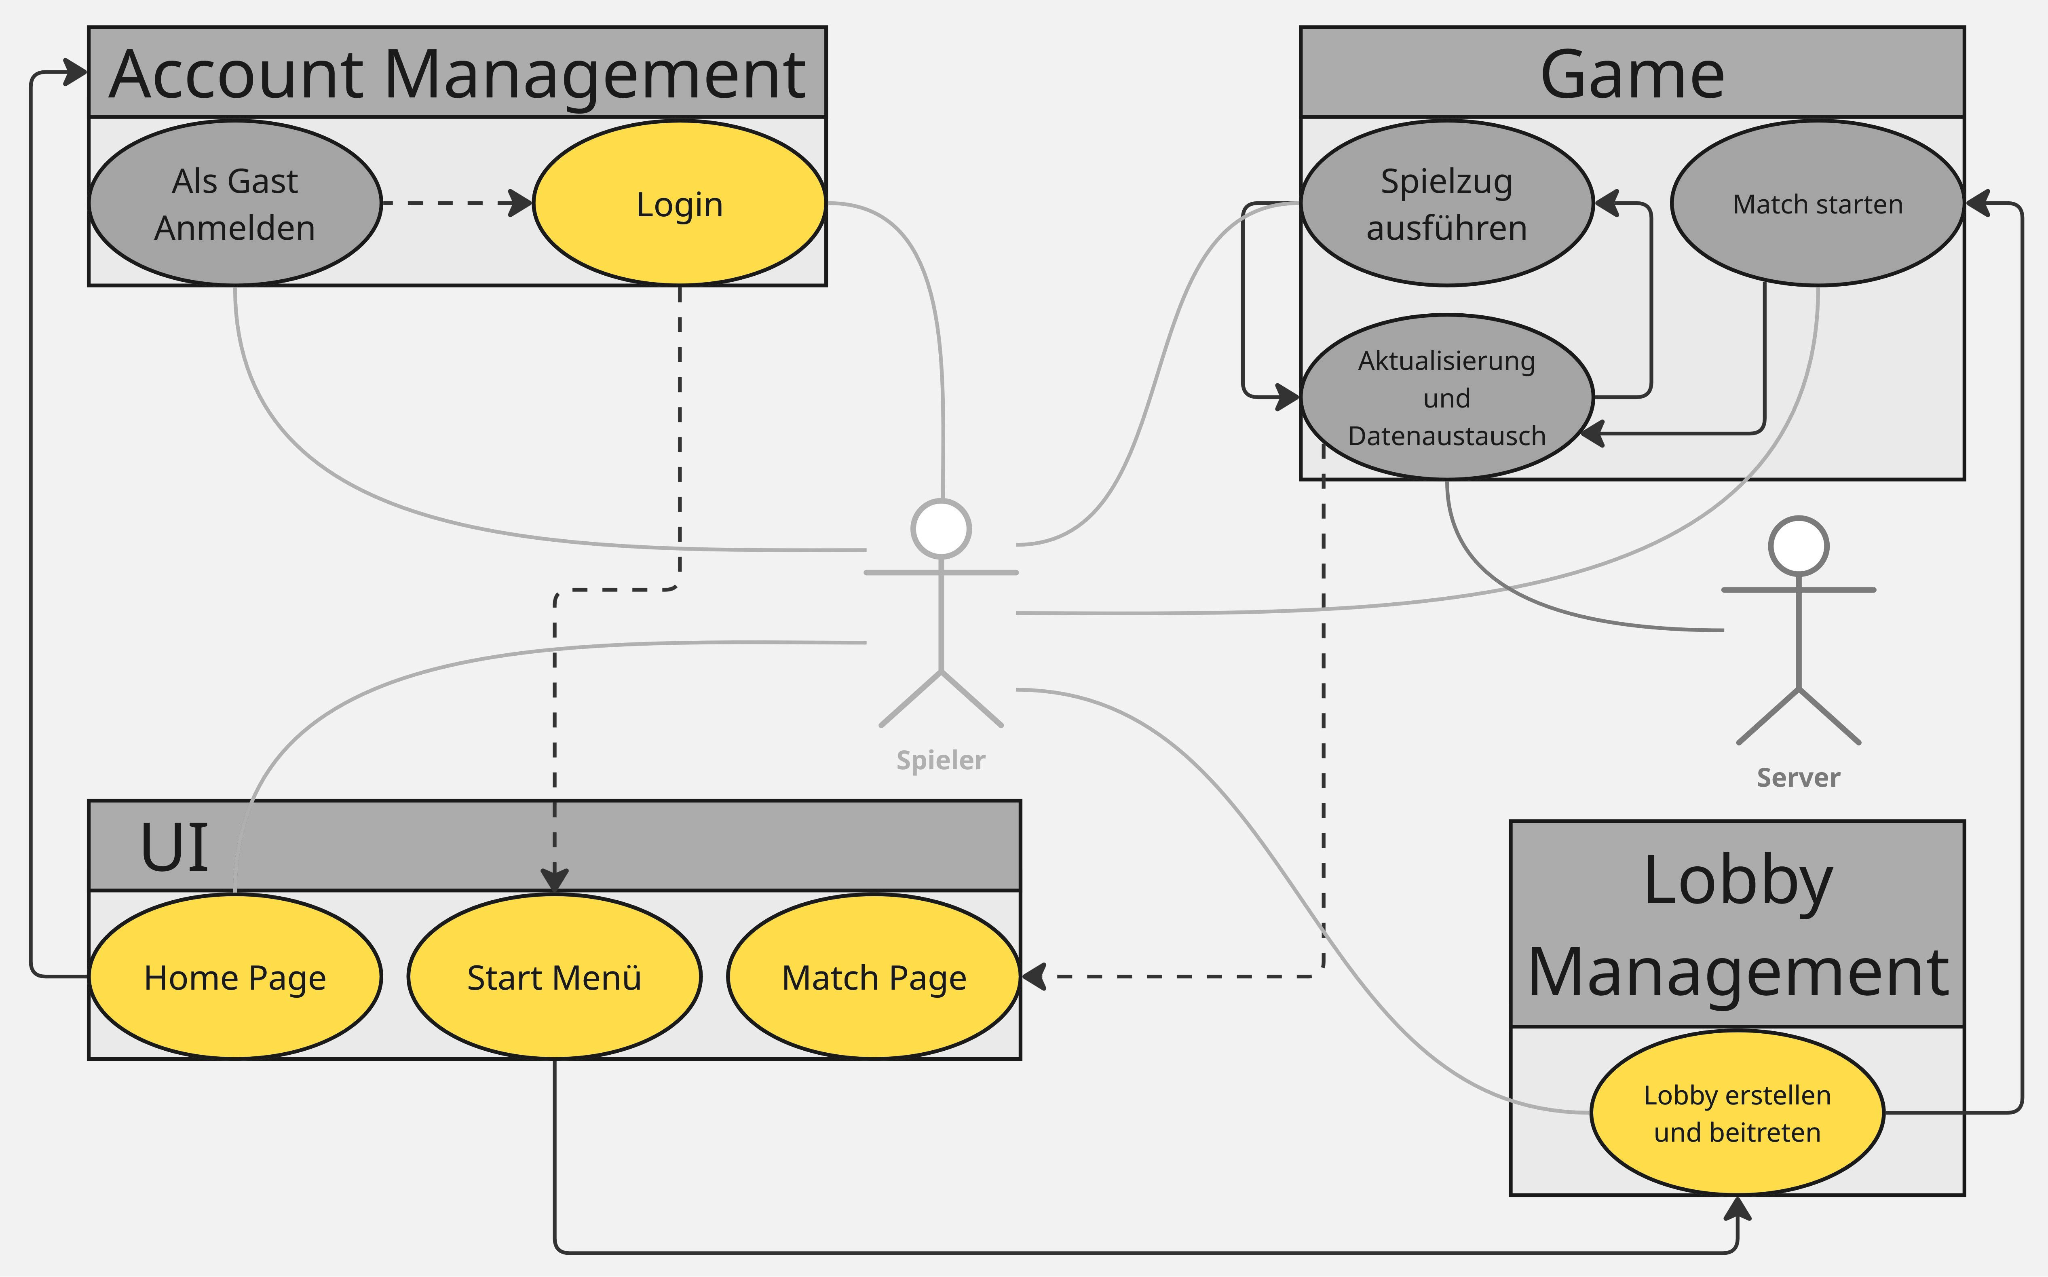 Account Management
Als Gast
Anmelden
Login
Game
Spielzug
ausführen
Match starten
Aktualisierung
und
Datenaustausch
Spieler
Server
UI
Home Page
Start Menü
Match Page
Lobby
Management
Lobby erstellen
und beitreten